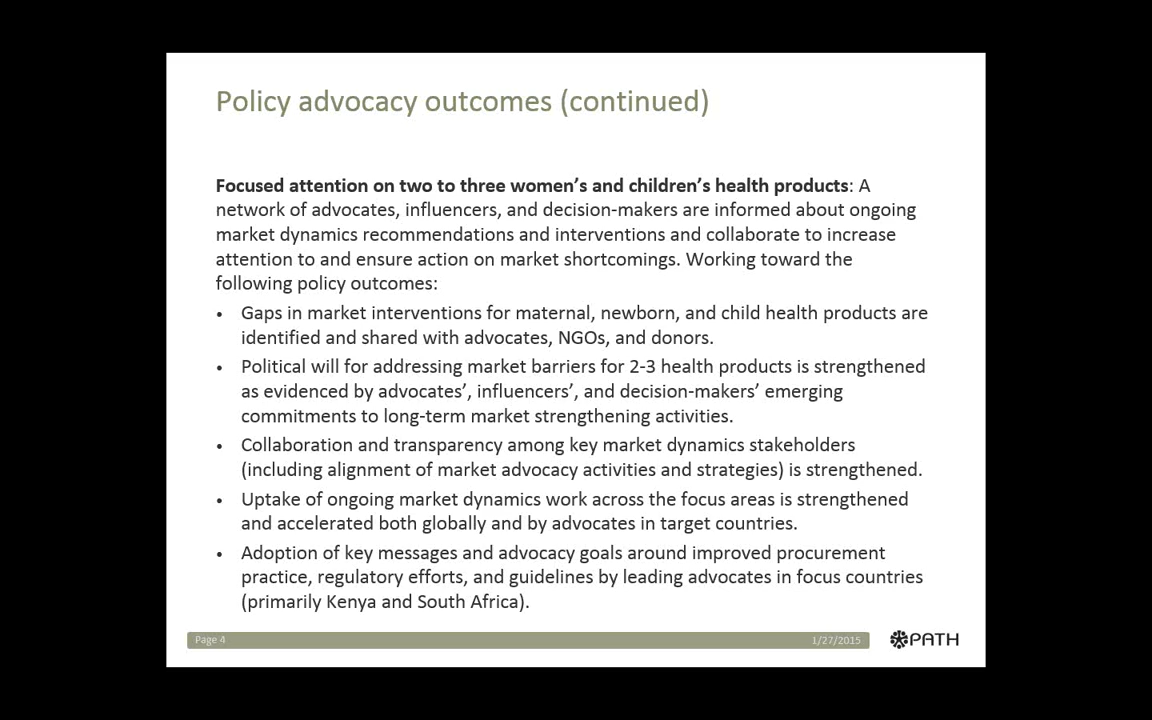 Policy advocacy outcomes (continued)
Focused attention on two to three women’s and children’s health products: A
network of advocates, influencers, and decision-makers are informed about ongoing
market dynamics recommendations and interventions and collaborate to increase
attention to and ensure action on market shortcomings. Working toward the
following policy outcomes:
• Gaps in market interventions for maternal, newborn, and child health products are
identified and shared with advocates, NGOs, and donors.
• Political will for addressing market barriers for 2-3 health products is strengthened
as evidenced by advocates’, influencers’, and decision-makers’ emerging
commitments to long-term market strengthening activities.
• Collaboration and transparency among key market dynamics stakeholders
(including alignment of market advocacy activities and strategies) is strengthened.
• Uptake of ongoing market dynamics work across the focus areas is strengthened
and accelerated both globally and by advocates in target countries.
• Adoption of key messages and advocacy goals around improved procurement
practice, regulatory efforts, and guidelines by leading advocates in focus countries
(primarily Kenya and South Africa).
Page 4 1/27/2015 PATH